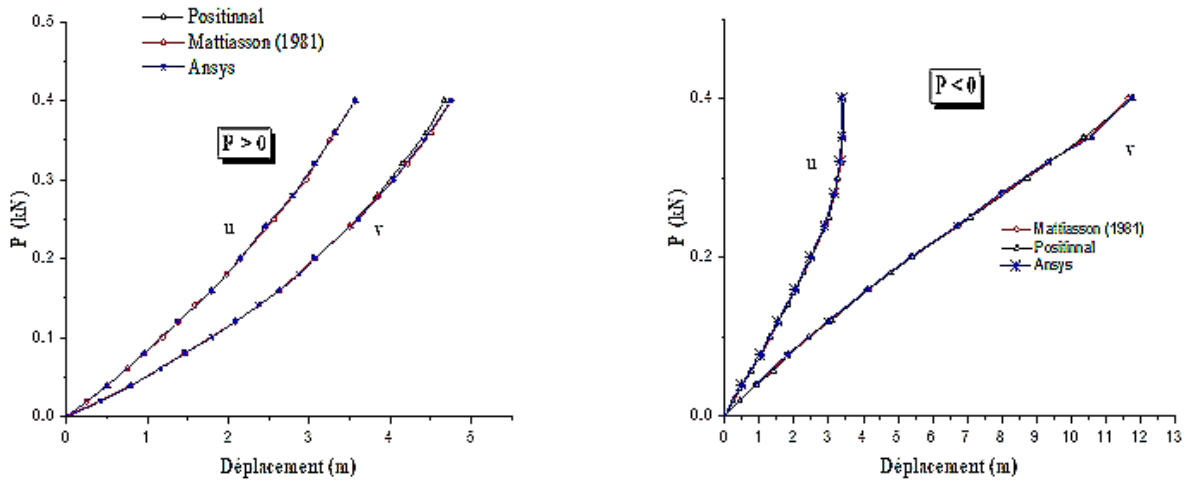 Positinnal
Mattiasson (1981)
Ansys
P > 0
u
v
P (kN)
0.5
0.4
0.3
0.2
0.1
0.0
0 1 2 3 4 5
Déplacement (m)
P < 0
u
v
Mattiasson (1981)
Positinnal
Ansys
P (kN)
0.4
0.2
0.0
0 1 2 3 4 5 6 7 8 9 10 11 12 13
Déplacement (m)